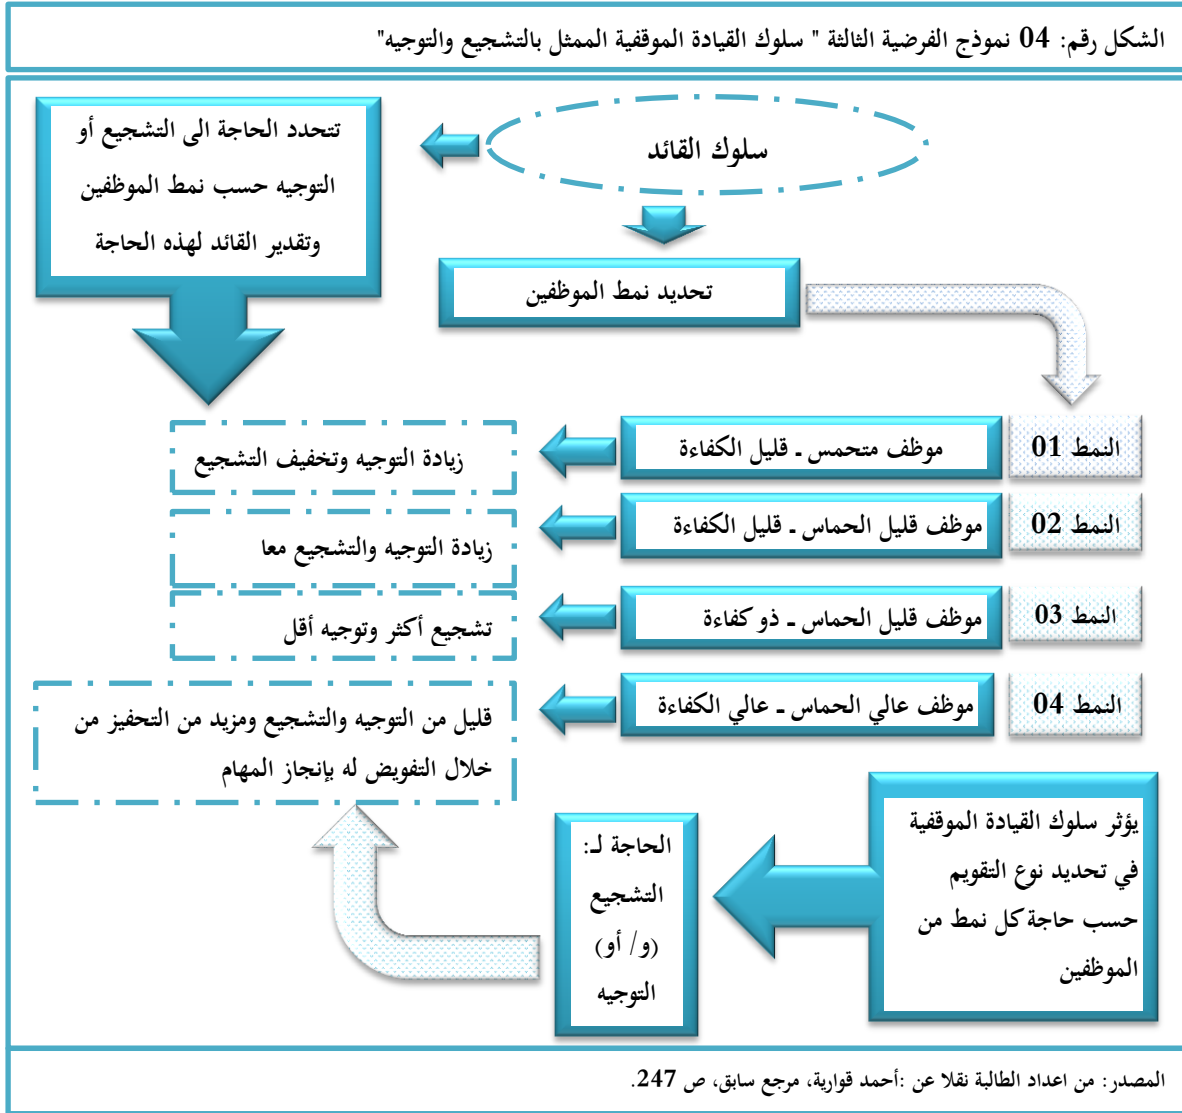 الشكل رقم: 04 نموذج الفرضية الثالثة " سلوك القيادة الموقفية الممثل بالتشجيع والتوجيه"
سلوك القائد
تتحدد الحاجة الى التشجيع أو
التوجيه حسب نمط الموظفين
وتقدير القائد لهذه الحاجة
تحديد نمط الموظفين
النمط 01
موظف متحمس ـ قليل الكفاءة
زيادة التوجيه وتخفيف التشجيع
النمط 02
موظف قليل الحماس ـ قليل الكفاءة
زيادة التوجيه والتشجيع معا
النمط 03
موظف قليل الحماس ـ ذو كفاءة
تشجيع أكثر وتوجيه أقل
النمط 04
موظف عالي الحماس ـ عالي الكفاءة
قليل من التوجيه والتشجيع ومزيد من التحفيز من
خلال التفويض له بإنجاز المهام
يؤثر سلوك القيادة الموقفية
في تحديد نوع التقويم
حسب حاجة كل نمط من
الموظفين
الحاجة لـ:
التشجيع
(و/ أو)
التوجيه
المصدر: من اعداد الطالبة نقلا عن :أحمد قوارية، مرجع سابق، ص 247.